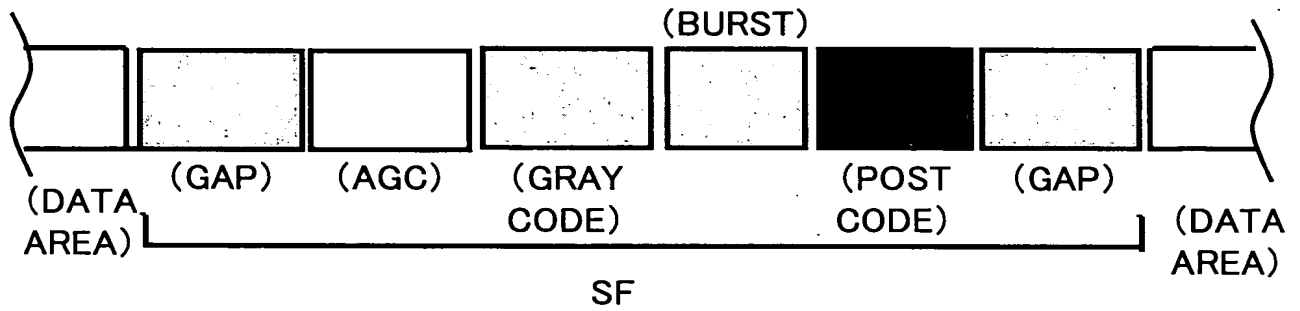 (BURST)
(DATA
AREA)
(GAP)
(AGC)
(GRAY
CODE)
(POST
CODE)
(GAP)
(DATA
AREA)
SF